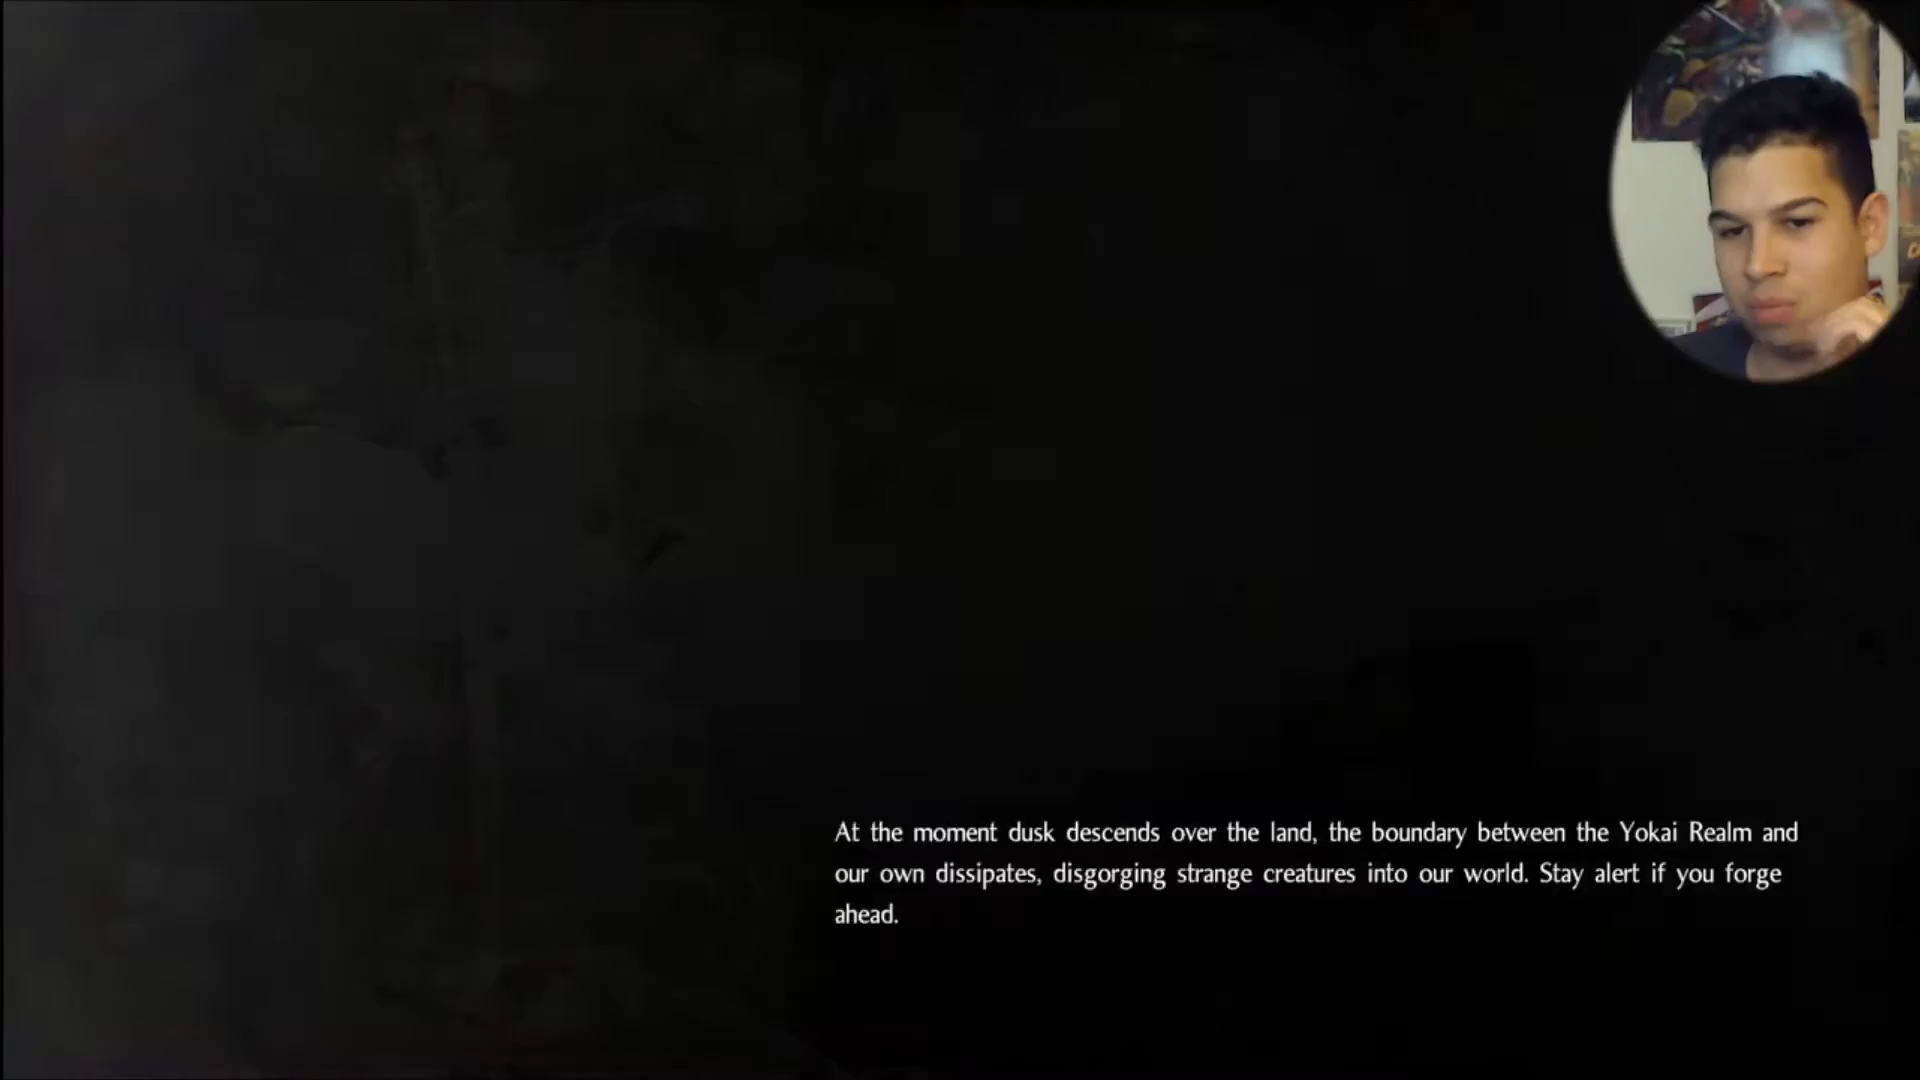 At the moment dusk descends over the land, the boundary between the Yokai Realm and
our own dissipates, disgorging strange creatures into our world. Stay alert if you forge
ahead.